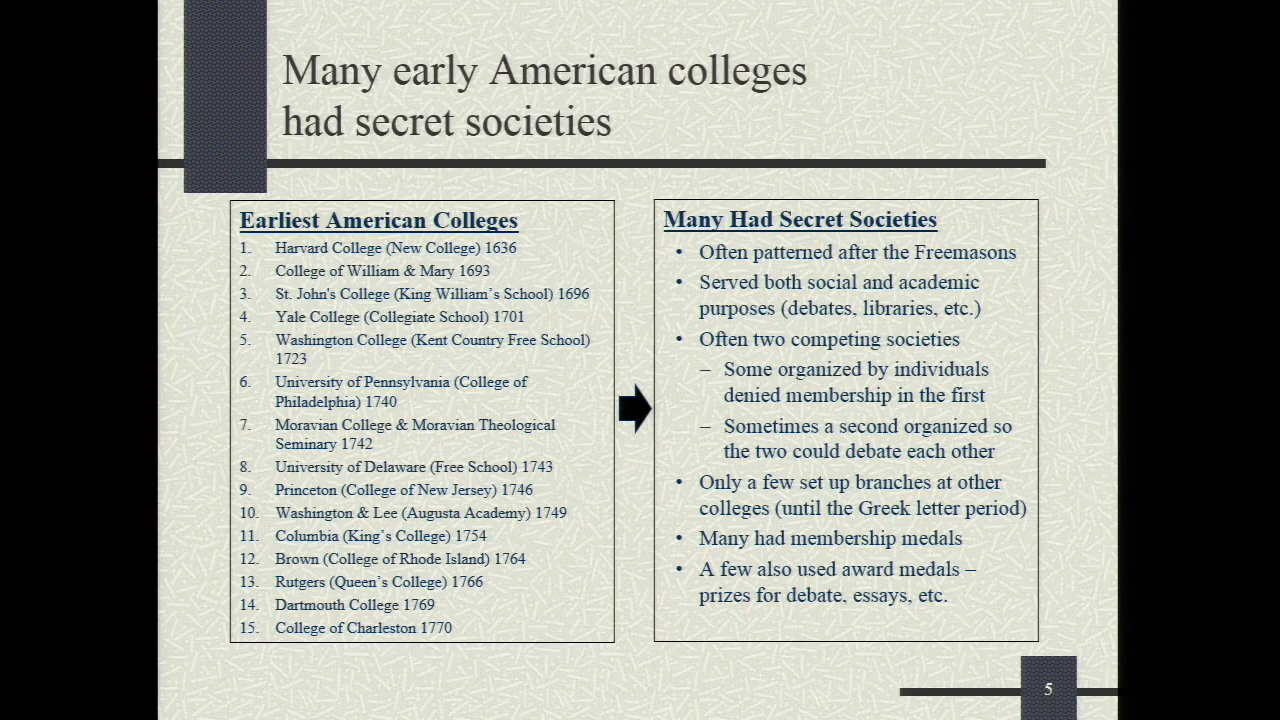 Many early American colleges
had secret societies
Earliest American Colleges
1. Harvard College (New College) 1636
2. College of William & Mary 1693
3. St. John's College (King William’s School) 1696
4. Yale College (Collegiate School) 1701
5. Washington College (Kent Country Free School)
1723
6. University of Pennsylvania (College of
Philadelphia) 1740
7. Moravian College & Moravian Theological
Seminary 1742
8. University of Delaware (Free School) 1743
9. Princeton (College of New Jersey) 1746
10. Washington & Lee (Augusta Academy) 1749
11. Columbia (King’s College) 1754
12. Brown (College of Rhode Island) 1764
13. Rutgers (Queen’s College) 1766
14. Dartmouth College 1769
15. College of Charleston 1770
Many Had Secret Societies
• Often patterned after the Freemasons
• Served both social and academic
purposes (debates, libraries, etc.)
• Often two competing societies
– Some organized by individuals
denied membership in the first
– Sometimes a second organized so
the two could debate each other
• Only a few set up branches at other
colleges (until the Greek letter period)
• Many had membership medals
• A few also used award medals –
prizes for debate, essays, etc.
5